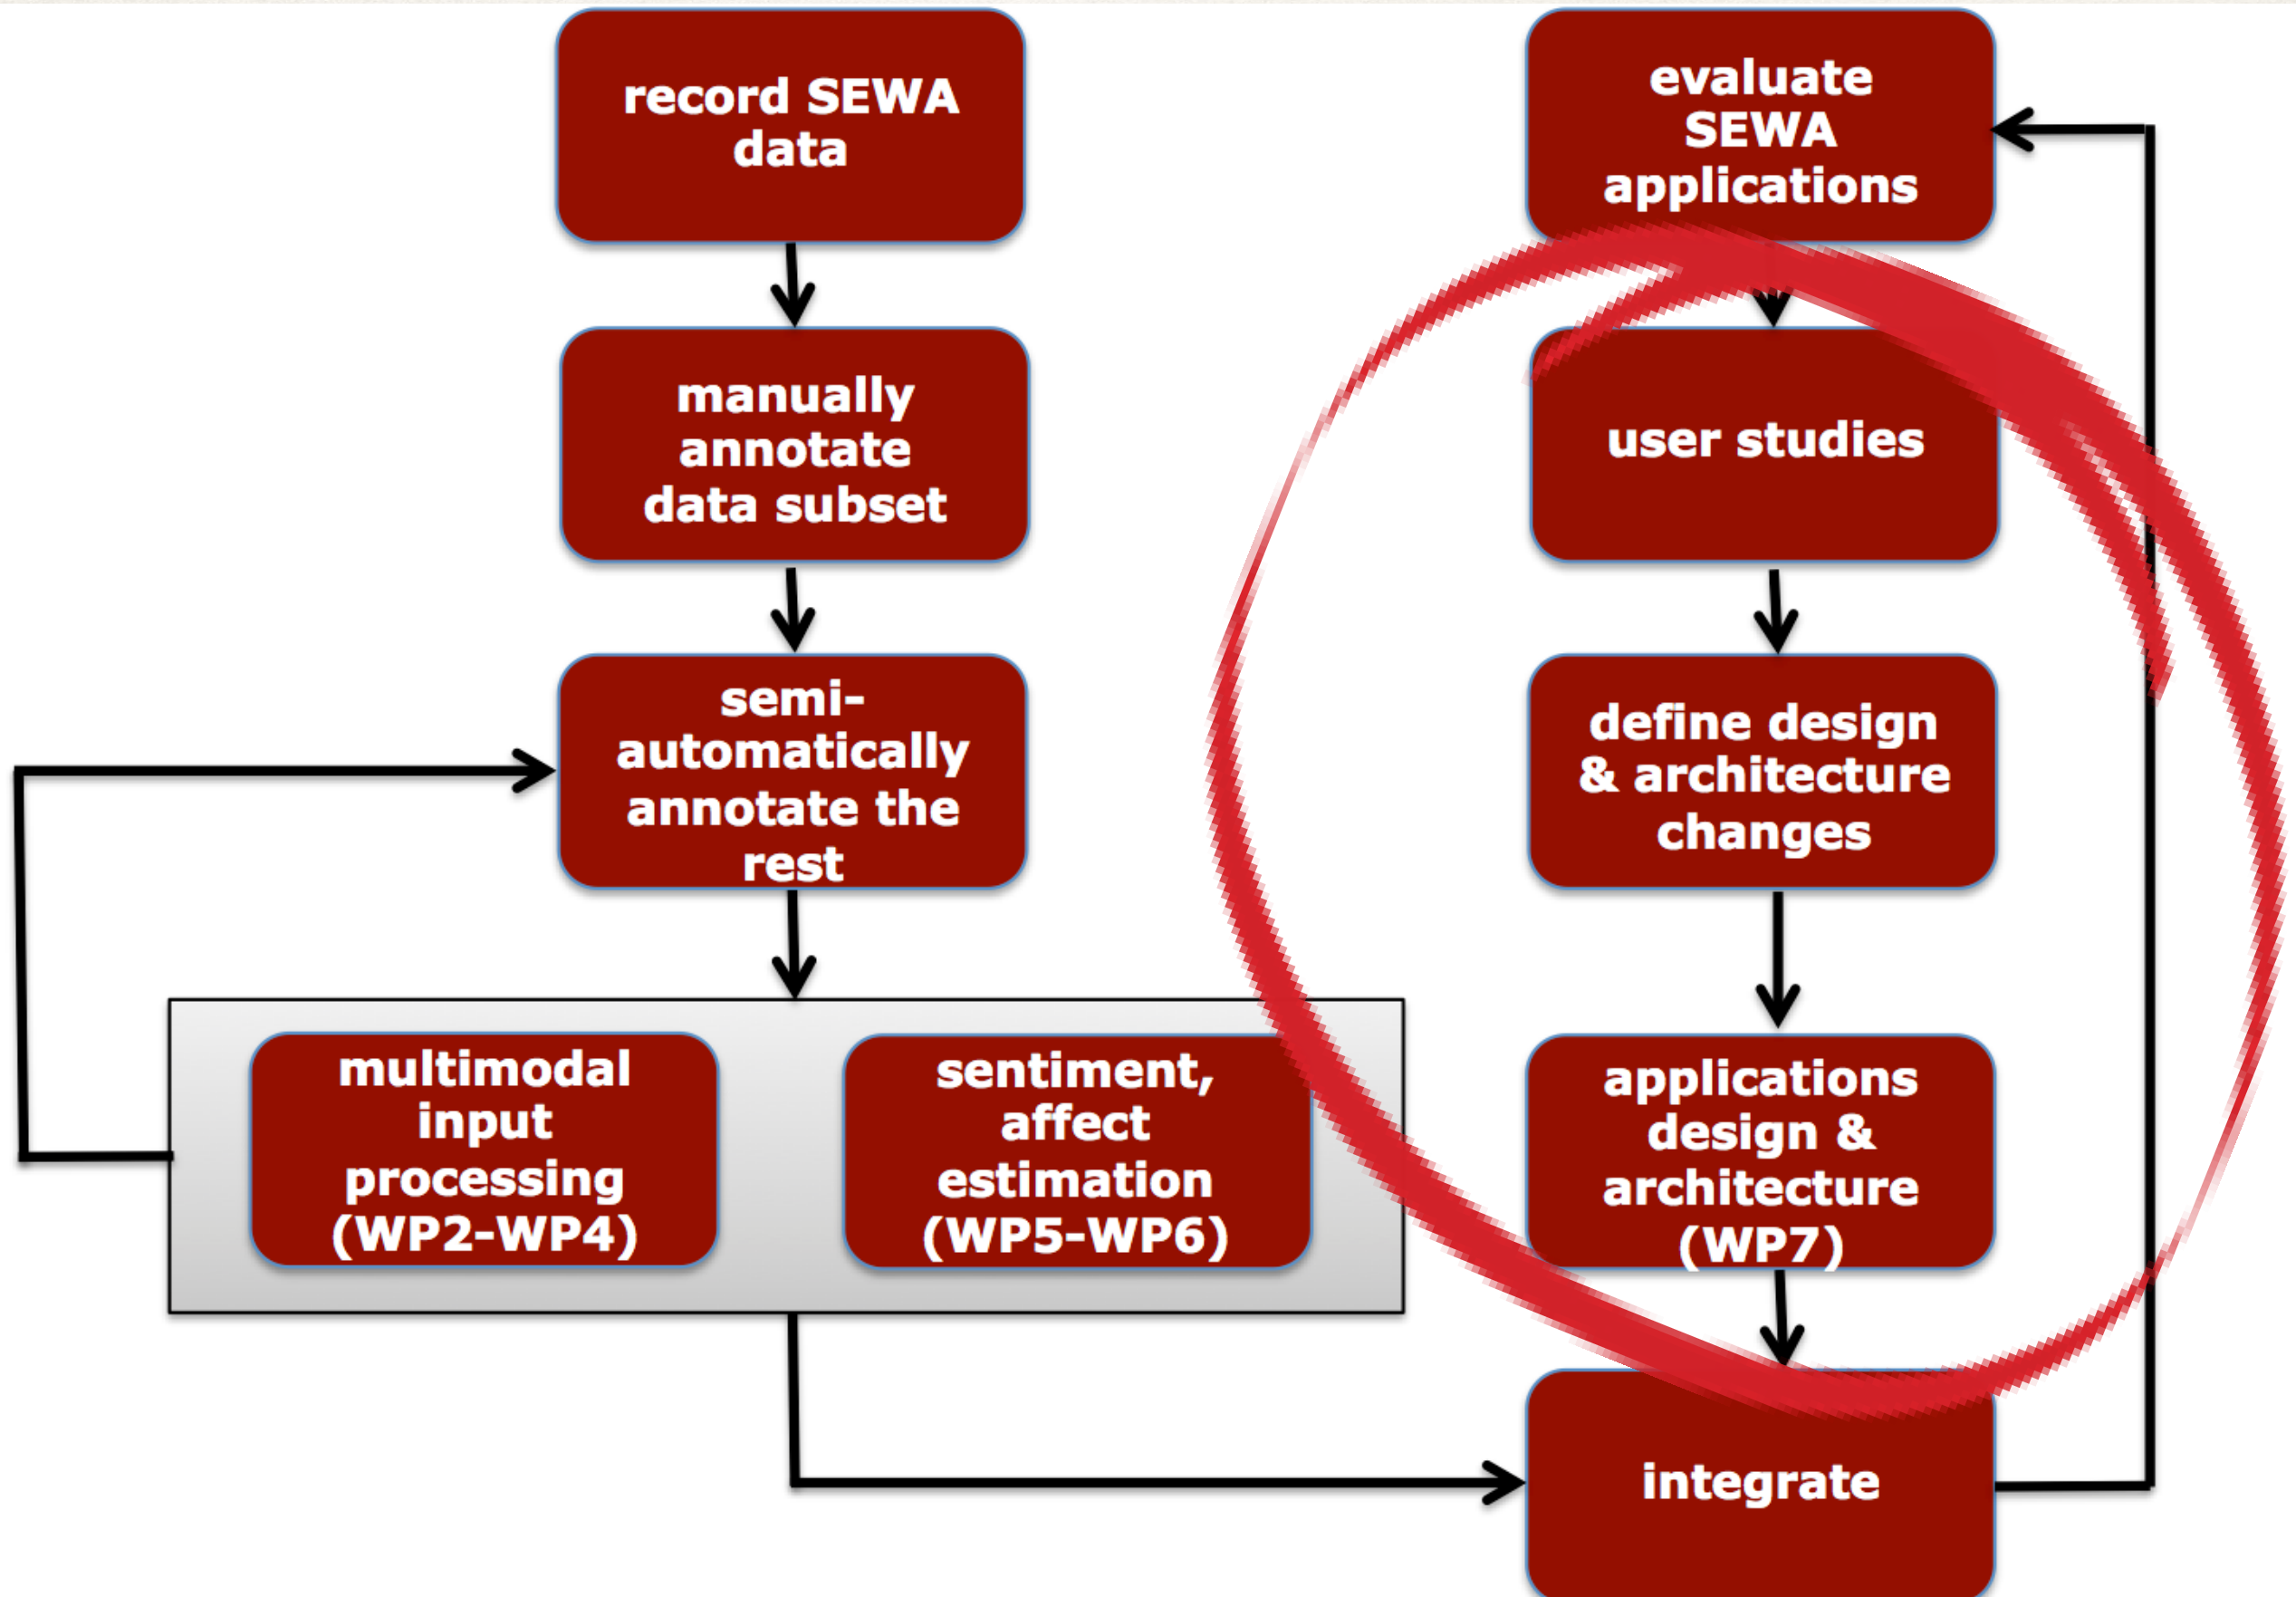 record SEWA
data
manually
annotate
data subset
semi-
automatically
annotate the
rest
multimodal
input
processing
(WP2-WP4)
sentiment,
affect
estimation
(WP5-WP6)
evaluate
SEWA
applications
user studies
define design
& architecture
changes
applications
design &
architecture
(WP7)
integrate